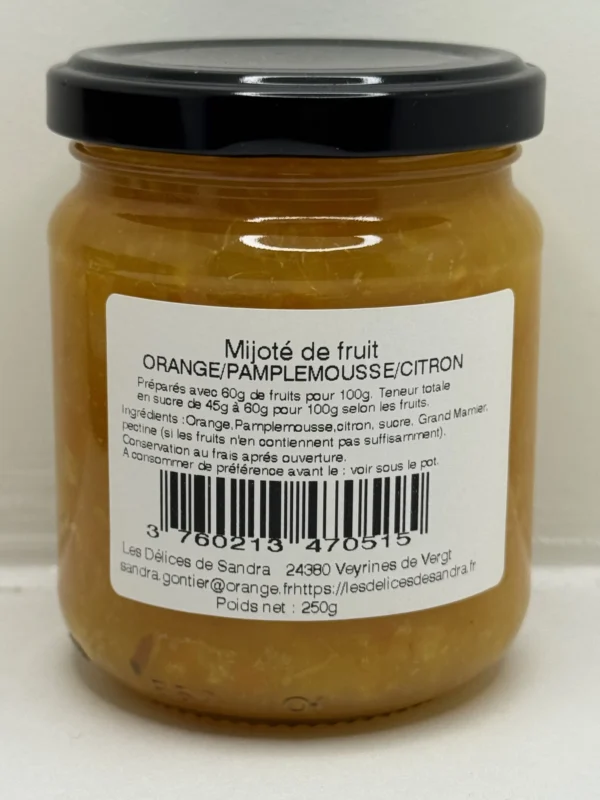 Mijoté de fruit
ORANGE/PAMPLEMOUSSE/CITRON
Préparés avec 60g de fruits pour 100g. Teneur totale
en sucre de 45g à 60g pour 100g selon les fruits.
Ingrédients :Orange,Pamplemousse,citron, sucre, Grand Marnier,
pectine (si les fruits n'en contiennent pas suffisamment).
Conservation au frais aprés ouverture.
A consommer de préférence avant le : voir sous le pot.
3 760213 470515
Les Délices de Sandra 24380 Veyrines de Vergt
sandra.gontier@orange.frhttps://lesdelicesdesandra.fr
Poids net : 250g